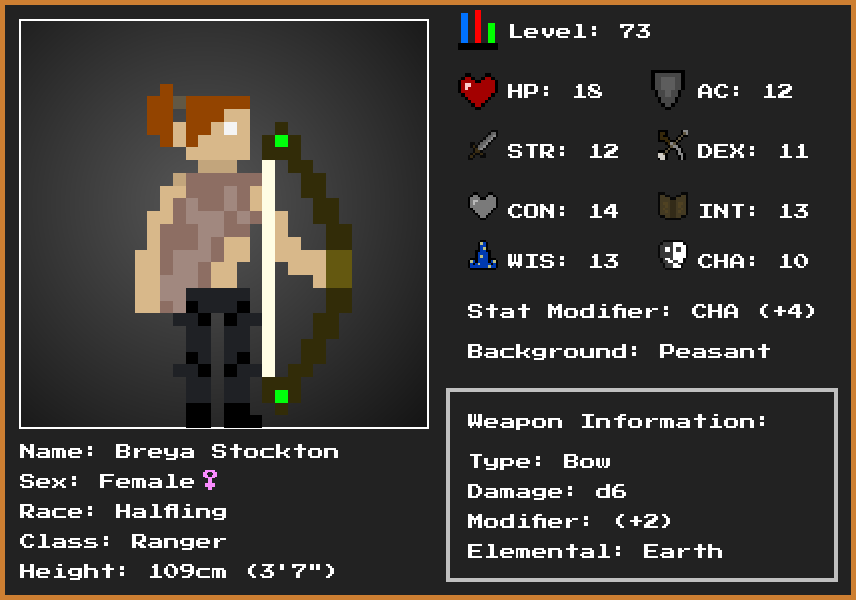 Level: 73
HP: 18
AC: 12
STR: 12
DEX: 11
CON: 14
INT: 13
WIS: 13
CHA: 10
Stat Modifier: CHA (+4)
Background: Peasant
Weapon Information:
Type: Bow
Damage: d6
Modifier: (+2)
Elemental: Earth
Name: Breya Stockton
Sex: Female♀
Race: Halfling
Class: Ranger
Height: 109cm (3'7")